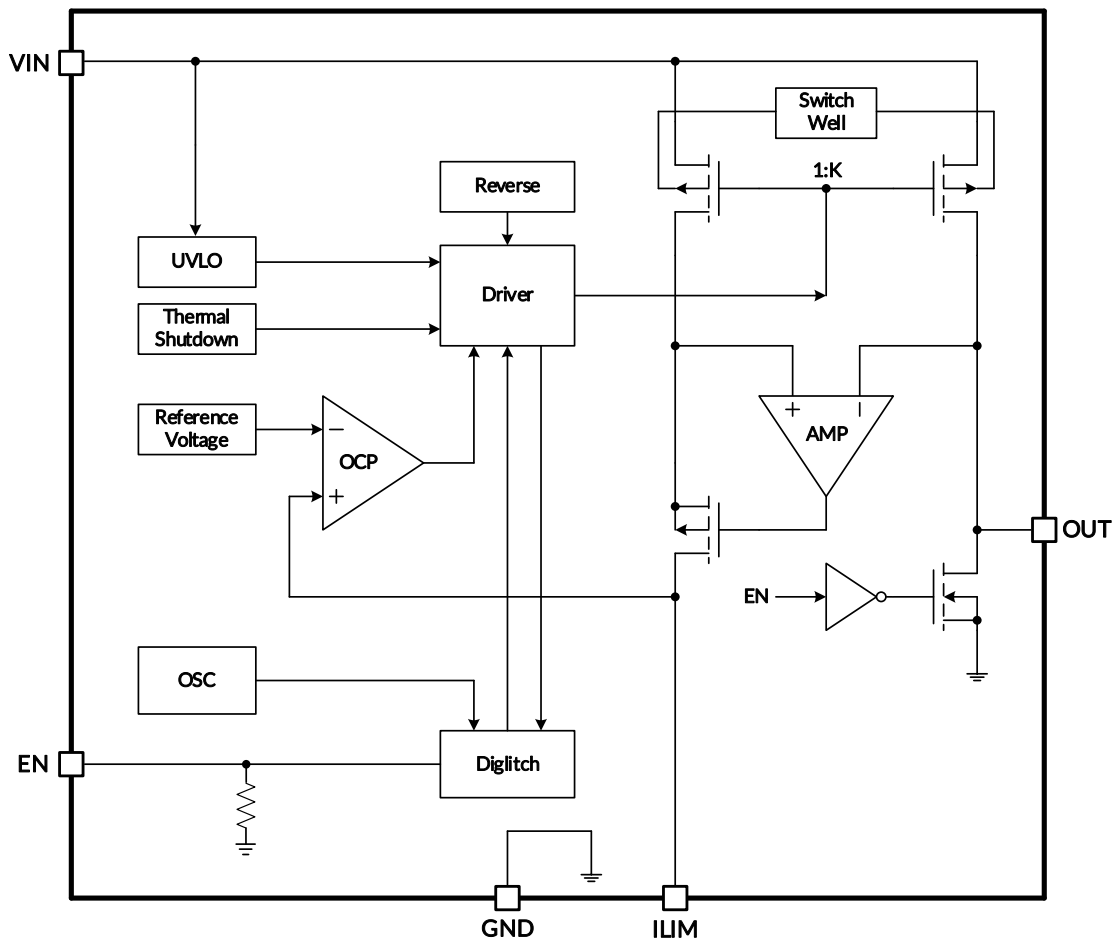 VIN
Switch
Well
1:K
Reverse
UVLO
Driver
Thermal
Shutdown
Reference
Voltage
−
OCP
+
+
−
AMP
OUT
EN
OSC
EN
Diglitch
GND
ILIM